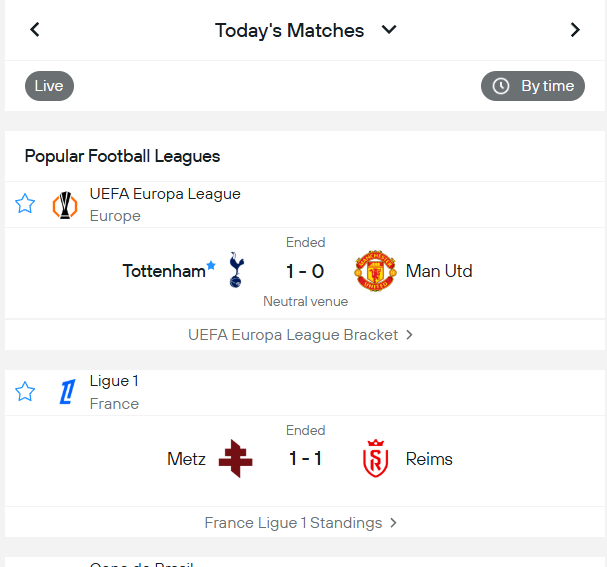 Today's Matches
Live
By time
Popular Football Leagues
UEFA Europa League
Europe
Ended
Tottenham 1 - 0 Man Utd
Neutral venue
UEFA Europa League Bracket
Ligue 1
France
Ended
Metz 1 - 1 Reims
France Ligue 1 Standings